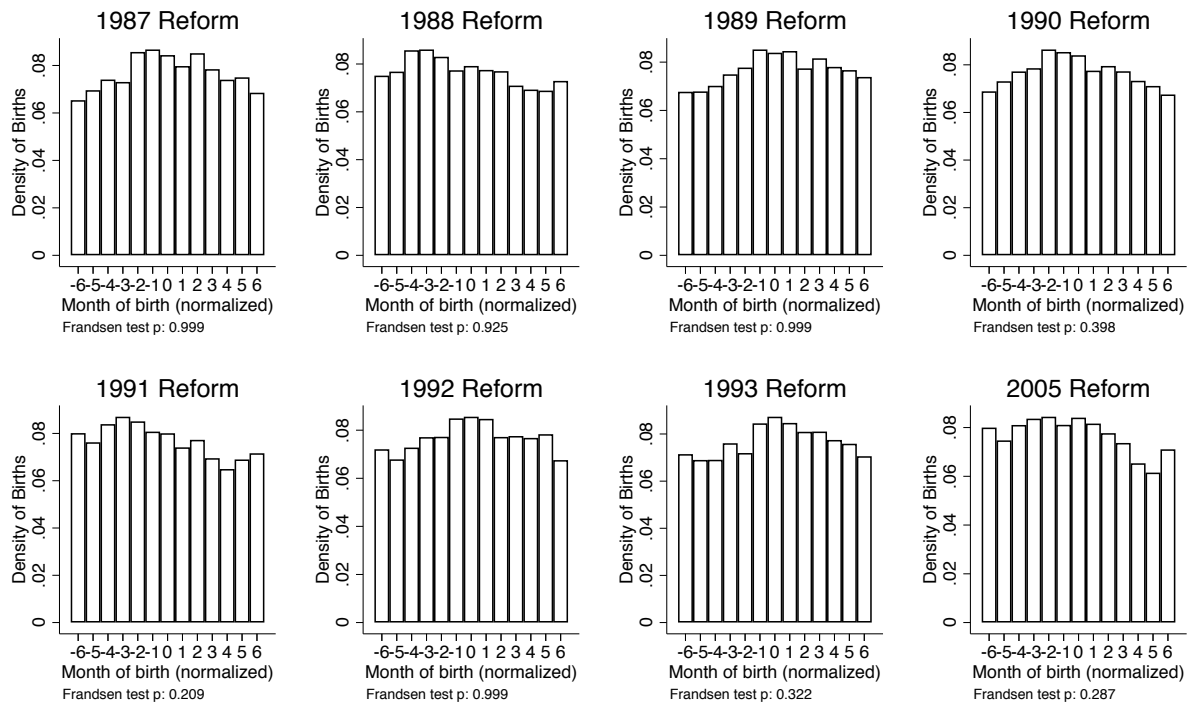 1987 Reform
Density of Births
0 .02 .04 .06 .08
-6-5-4-3-2-1 0 1 2 3 4 5 6
Month of birth (normalized)
Frandsen test p: 0.999
1988 Reform
Density of Births
0 .02 .04 .06 .08
-6-5-4-3-2-1 0 1 2 3 4 5 6
Month of birth (normalized)
Frandsen test p: 0.925
1989 Reform
Density of Births
0 .02 .04 .06 .08
-6-5-4-3-2-1 0 1 2 3 4 5 6
Month of birth (normalized)
Frandsen test p: 0.999
1990 Reform
Density of Births
0 .02 .04 .06 .08
-6-5-4-3-2-1 0 1 2 3 4 5 6
Month of birth (normalized)
Frandsen test p: 0.398
1991 Reform
Density of Births
0 .02 .04 .06 .08
-6-5-4-3-2-1 0 1 2 3 4 5 6
Month of birth (normalized)
Frandsen test p: 0.209
1992 Reform
Density of Births
0 .02 .04 .06 .08
-6-5-4-3-2-1 0 1 2 3 4 5 6
Month of birth (normalized)
Frandsen test p: 0.999
1993 Reform
Density of Births
0 .02 .04 .06 .08
-6-5-4-3-2-1 0 1 2 3 4 5 6
Month of birth (normalized)
Frandsen test p: 0.322
2005 Reform
Density of Births
0 .02 .04 .06 .08
-6-5-4-3-2-1 0 1 2 3 4 5 6
Month of birth (normalized)
Frandsen test p: 0.287